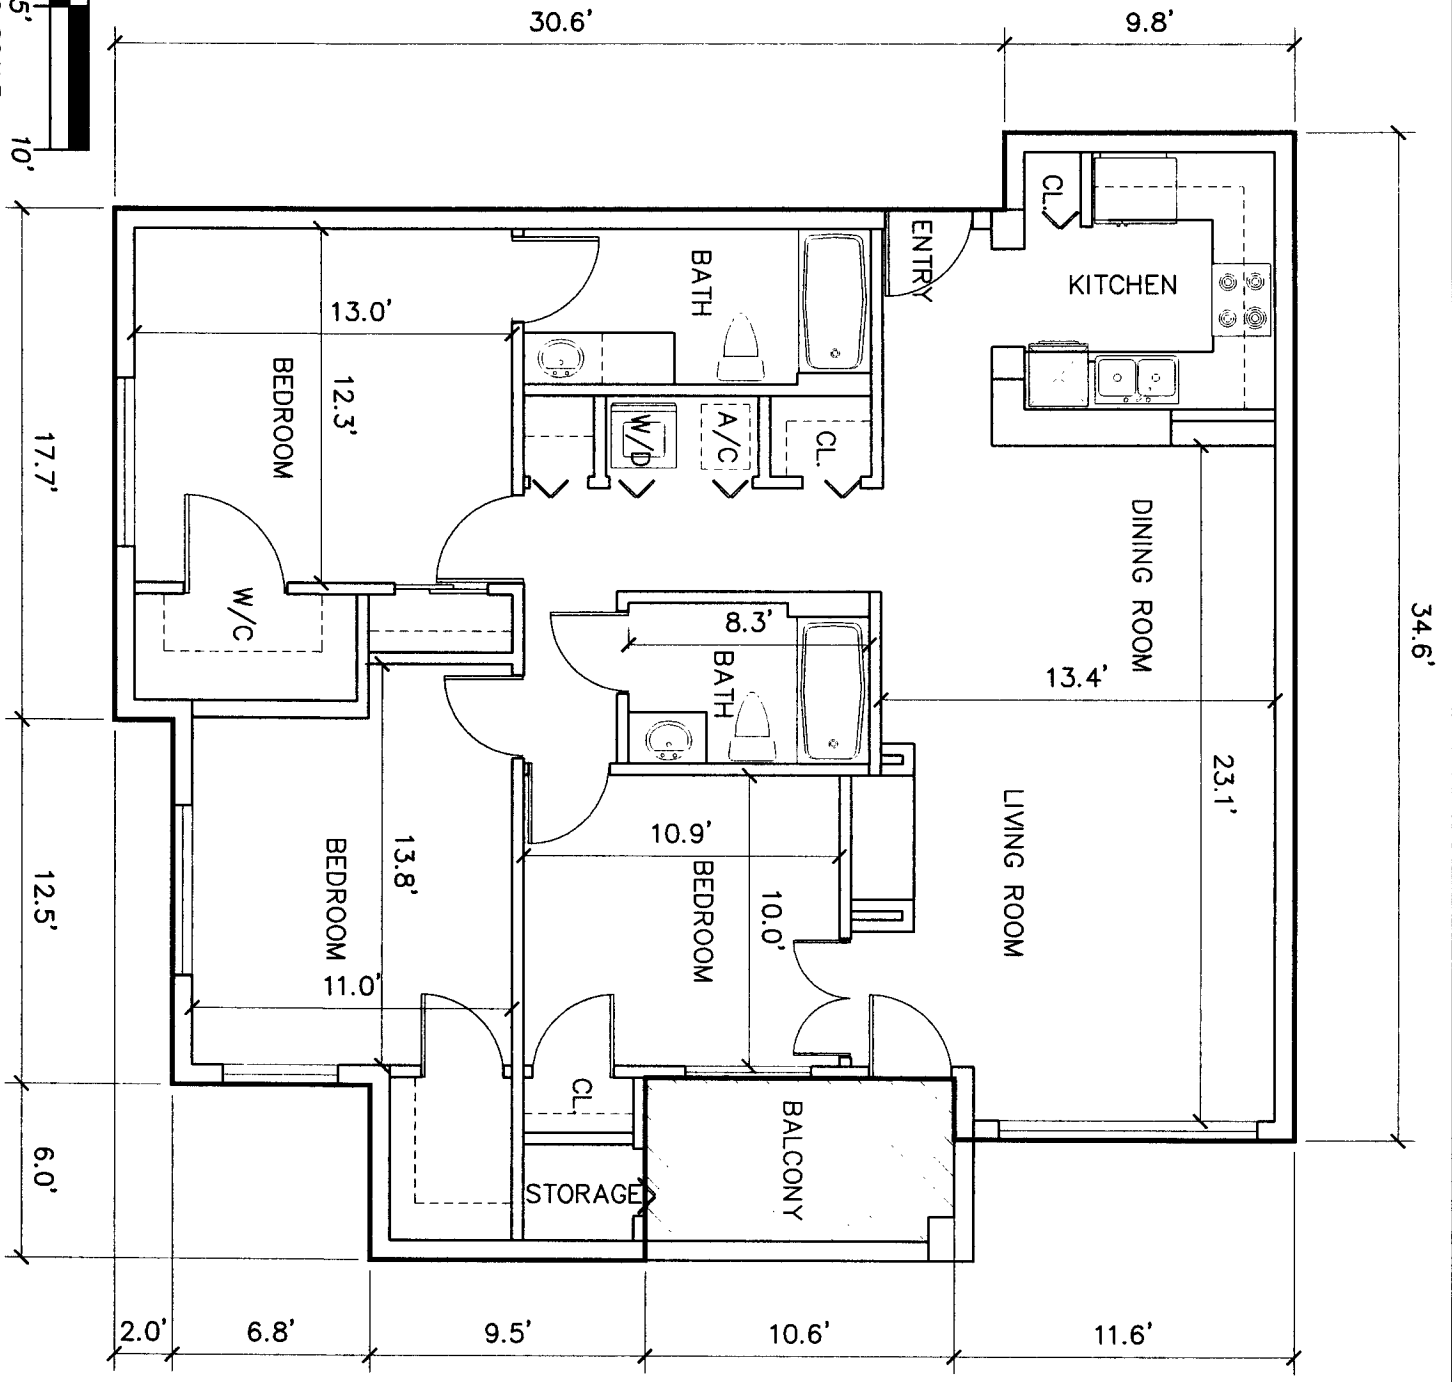 5'
10'
30.6'
9.8'
34.6'
CL.
KITCHEN
ENTRY
BATH
13.0'
12.3'
BEDROOM
W/D
A/C
CL.
DINING ROOM
17.7'
W/C
8.3'
BATH
13.4'
23.1'
LIVING ROOM
10.9'
BEDROOM
10.0'
13.8'
BEDROOM
11.0'
12.5'
CL.
BALCONY
STORAGE
6.0'
2.0'
6.8'
9.5'
10.6'
11.6'